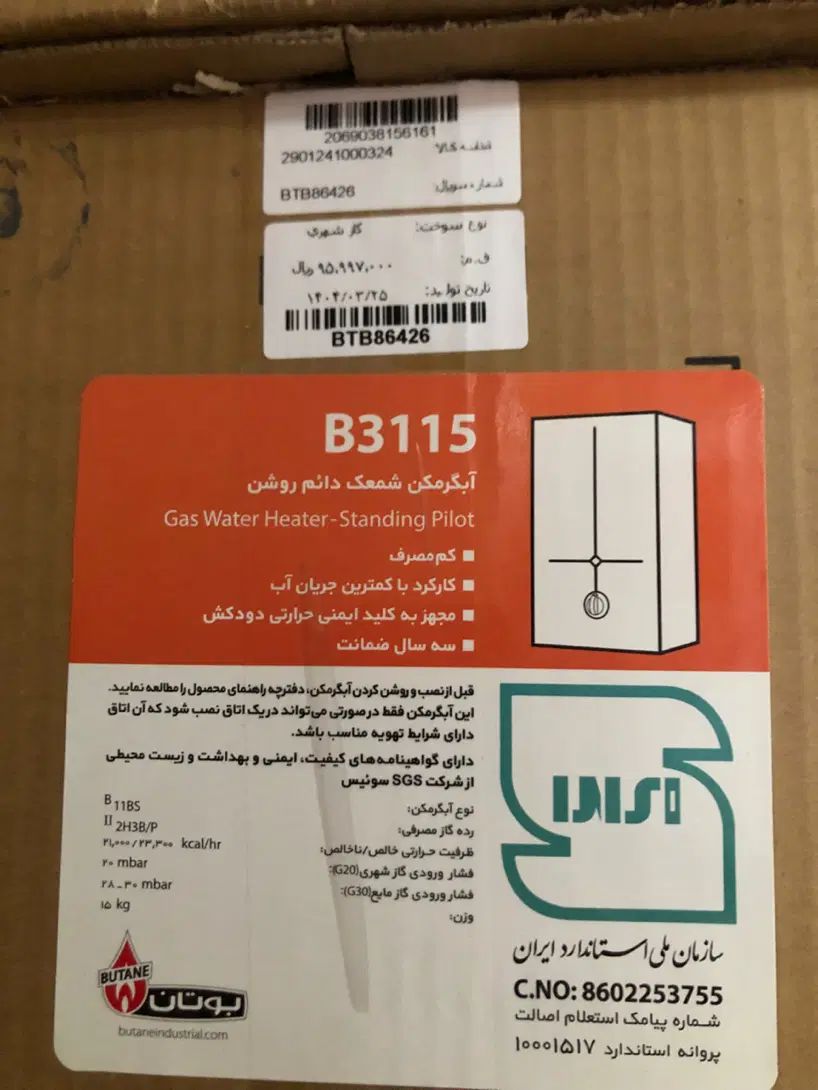 2069038156161
شناسه کالا 2901241000324
شماره سریال: BTB86426
نوع سوخت: گاز شهری
ف.م: ۹۵،۹۹۷،۰۰۰ ریال
تاریخ تولید: ۱۴۰۴/۰۳/۲۵
BTB86426
B3115
آبگرمکن شمعک دائم روشن
Gas Water Heater-Standing Pilot
■ کم‌مصرف
■ کارکرد با کمترین جریان آب
■ مجهز به کلید ایمنی حرارتی دودکش
■ سه سال ضمانت
قبل از نصب و روشن کردن آبگرمکن، دفترچه راهنمای محصول را مطالعه نمایید.
این آبگرمکن فقط در صورتی می‌تواند در یک اتاق نصب شود که آن اتاق
دارای شرایط تهویه مناسب باشد.
دارای گواهینامه‌های کیفیت، ایمنی و بهداشت و زیست محیطی
از شرکت SGS سوئیس
نوع آبگرمکن: B 11BS
رده گاز مصرفی: II 2H3B/P
ظرفیت حرارتی خالص/ناخالص: ۲۱,۰۰۰ / ۲۳,۳۰۰ kcal/hr
فشار ورودی گاز شهری(G20): ۲۰ mbar
فشار ورودی گاز مایع(G30): ۲۸ - ۳۰ mbar
وزن: ۱۵ kg
BUTANE
بوتان
butaneindustrial.com
سازمان ملی استاندارد ایران
C.NO: 8602253755
شماره پیامک استعلام اصالت
پروانه استاندارد ۱۰۰۰۱۵۱۷